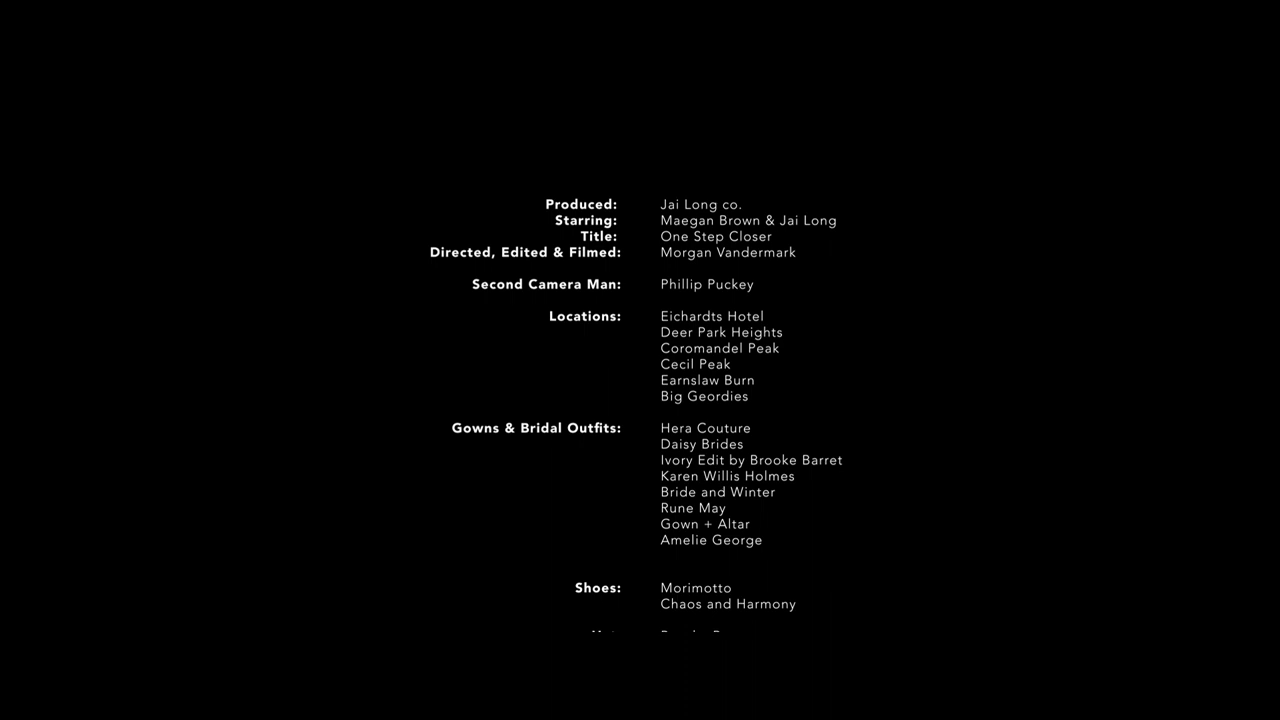 Produced: Jai Long co.
Starring: Maegan Brown & Jai Long
Title: One Step Closer
Directed, Edited & Filmed: Morgan Vandermark
Second Camera Man: Phillip Puckey
Locations: Eichardts Hotel
Deer Park Heights
Coromandel Peak
Cecil Peak
Earnslaw Burn
Big Geordies
Gowns & Bridal Outfits: Hera Couture
Daisy Brides
Ivory Edit by Brooke Barret
Karen Willis Holmes
Bride and Winter
Rune May
Gown + Altar
Amelie George
Shoes: Morimotto
Chaos and Harmony